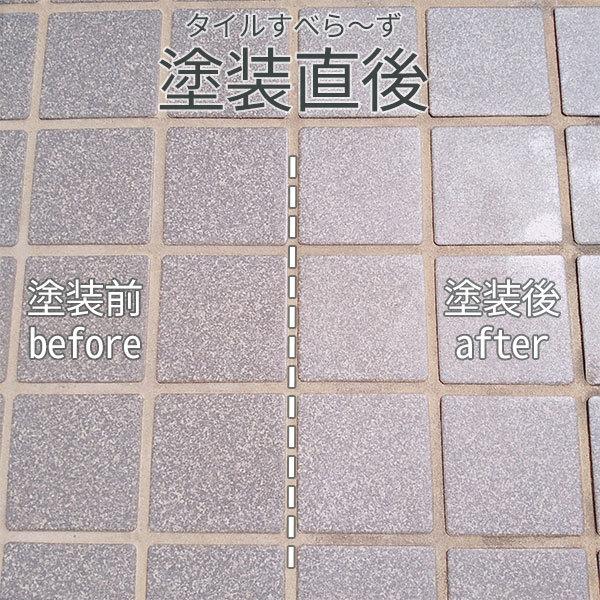 タイルすべら～ず
塗装直後
塗装前
before
塗装後
after